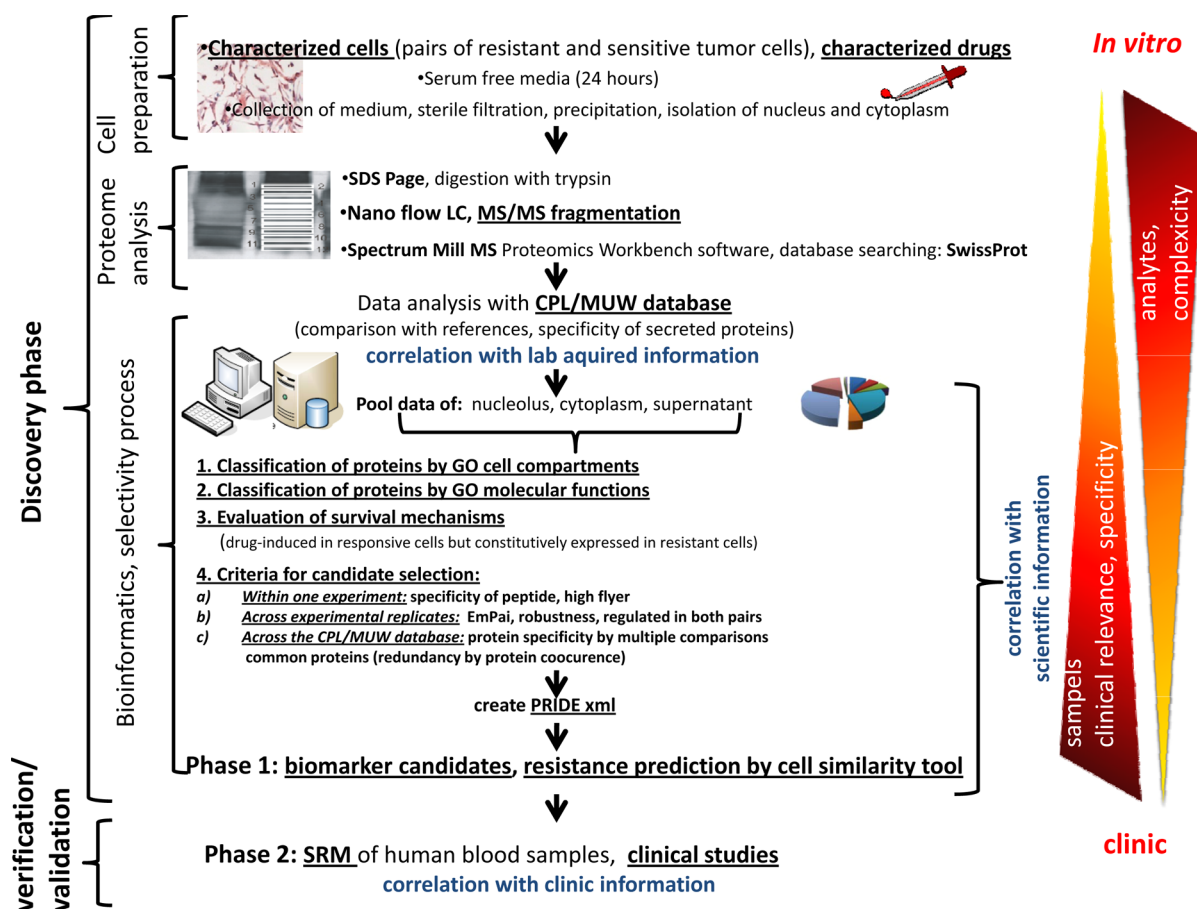 In vitro
•Characterized cells (pairs of resistant and sensitive tumor cells), characterized drugs
•Serum free media (24 hours)
•Collection of medium, sterile filtration, precipitation, isolation of nucleus and cytoplasm
Cell
preparation
•SDS Page, digestion with trypsin
•Nano flow LC, MS/MS fragmentation
•Spectrum Mill MS Proteomics Workbench software, database searching: SwissProt
Proteome
analysis
Data analysis with CPL/MUW database
(comparison with references, specificity of secreted proteins)
correlation with lab aquired information
Pool data of: nucleolus, cytoplasm, supernatant
1. Classification of proteins by GO cell compartments
2. Classification of proteins by GO molecular functions
3. Evaluation of survival mechanisms
(drug-induced in responsive cells but constitutively expressed in resistant cells)
4. Criteria for candidate selection:
a) Within one experiment: specificity of peptide, high flyer
b) Across experimental replicates: EmPai, robustness, regulated in both pairs
c) Across the CPL/MUW database: protein specificity by multiple comparisons
common proteins (redundancy by protein coocurence)
create PRIDE xml
Phase 1: biomarker candidates, resistance prediction by cell similarity tool
Bioinformatics, selectivity process
Discovery phase
correlation with
scientific information
sampels
clinical relevance, specificity
analytes,
complexicity
clinic
Phase 2: SRM of human blood samples, clinical studies
correlation with clinic information
verification/
validation